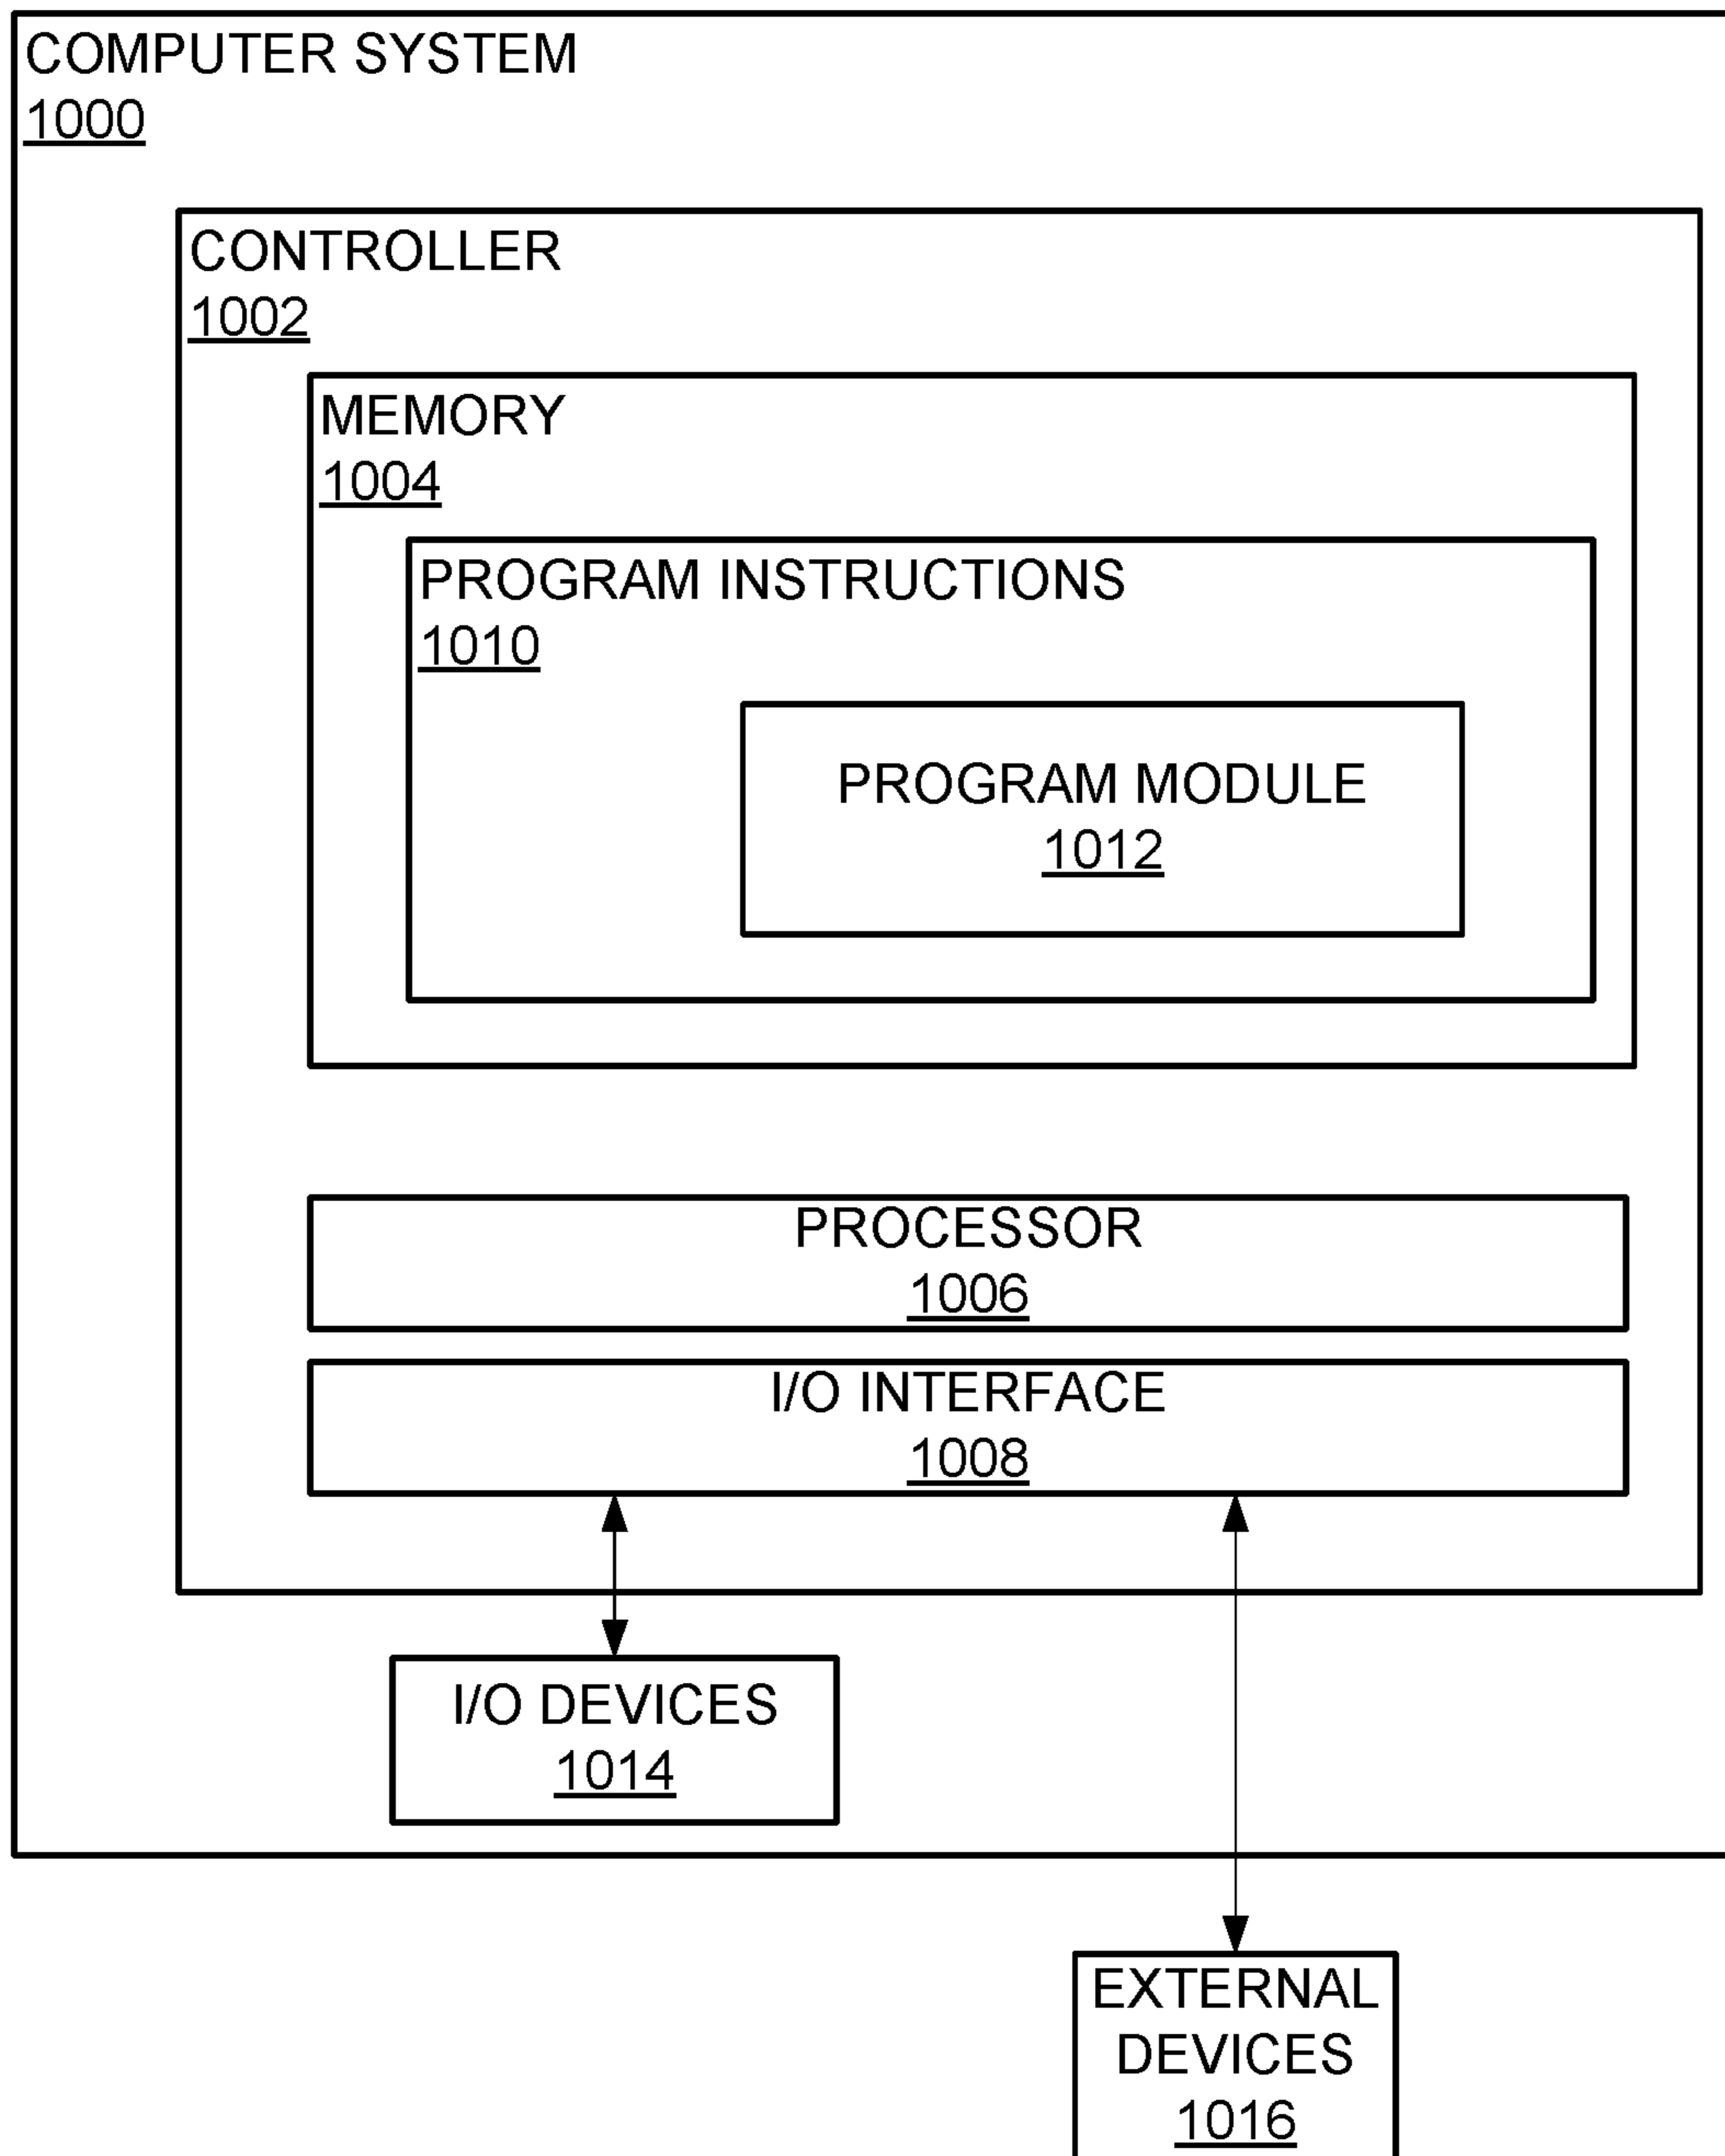 COMPUTER SYSTEM
1000
CONTROLLER
1002
MEMORY
1004
PROGRAM INSTRUCTIONS
1010
PROGRAM MODULE
1012
PROCESSOR
1006
I/O INTERFACE
1008
I/O DEVICES
1014
EXTERNAL
DEVICES
1016